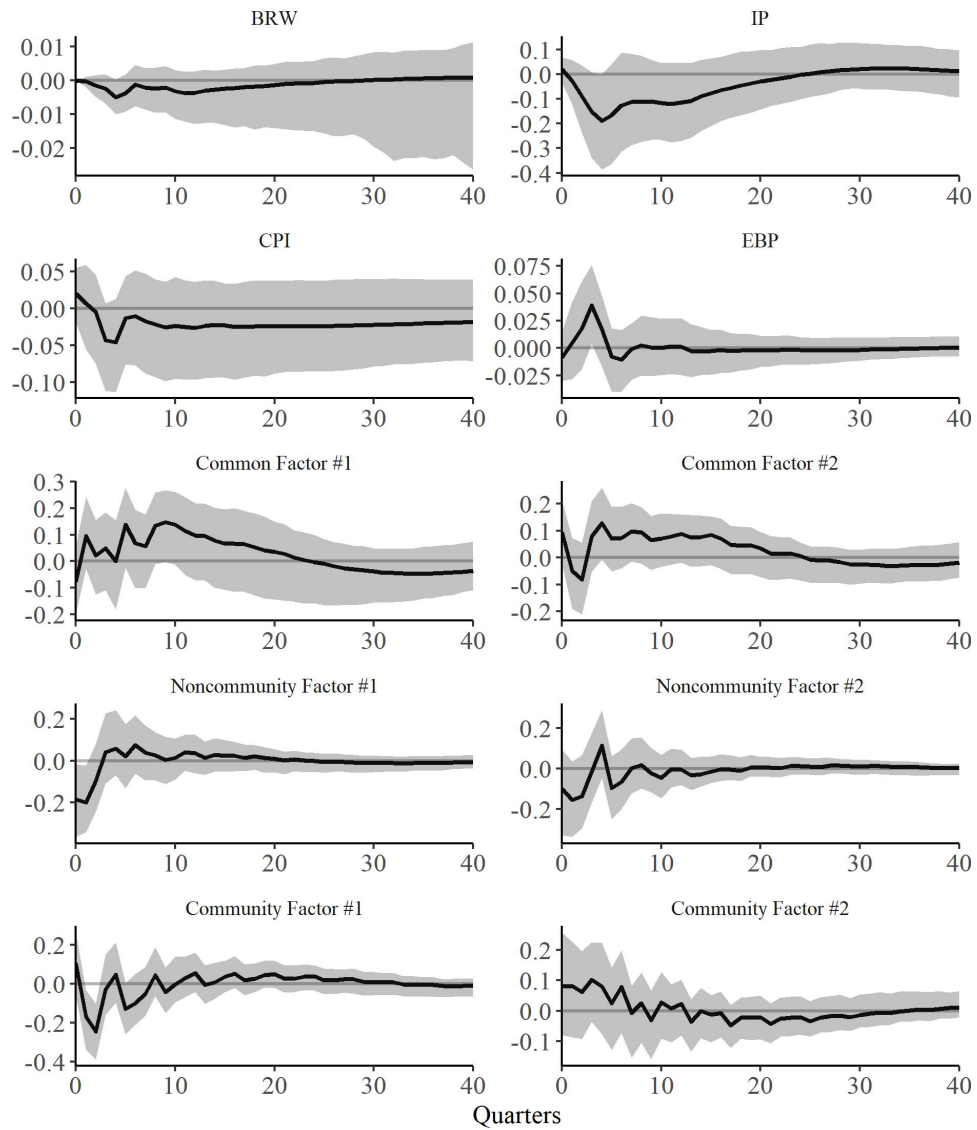 BRW
0.01
0.00
-0.01
-0.02
0 10 20 30 40
IP
0.1
0.0
-0.1
-0.2
-0.3
-0.4
0 10 20 30 40
CPI
0.05
0.00
-0.05
-0.10
0 10 20 30 40
EBP
0.075
0.050
0.025
0.000
-0.025
0 10 20 30 40
Common Factor #1
0.3
0.2
0.1
0.0
-0.1
-0.2
0 10 20 30 40
Common Factor #2
0.2
0.1
0.0
-0.1
-0.2
0 10 20 30 40
Noncommunity Factor #1
0.2
0.0
-0.2
0 10 20 30 40
Noncommunity Factor #2
0.2
0.0
-0.2
0 10 20 30 40
Community Factor #1
0.2
0.0
-0.2
-0.4
0 10 20 30 40
Community Factor #2
0.2
0.1
0.0
-0.1
0 10 20 30 40
Quarters